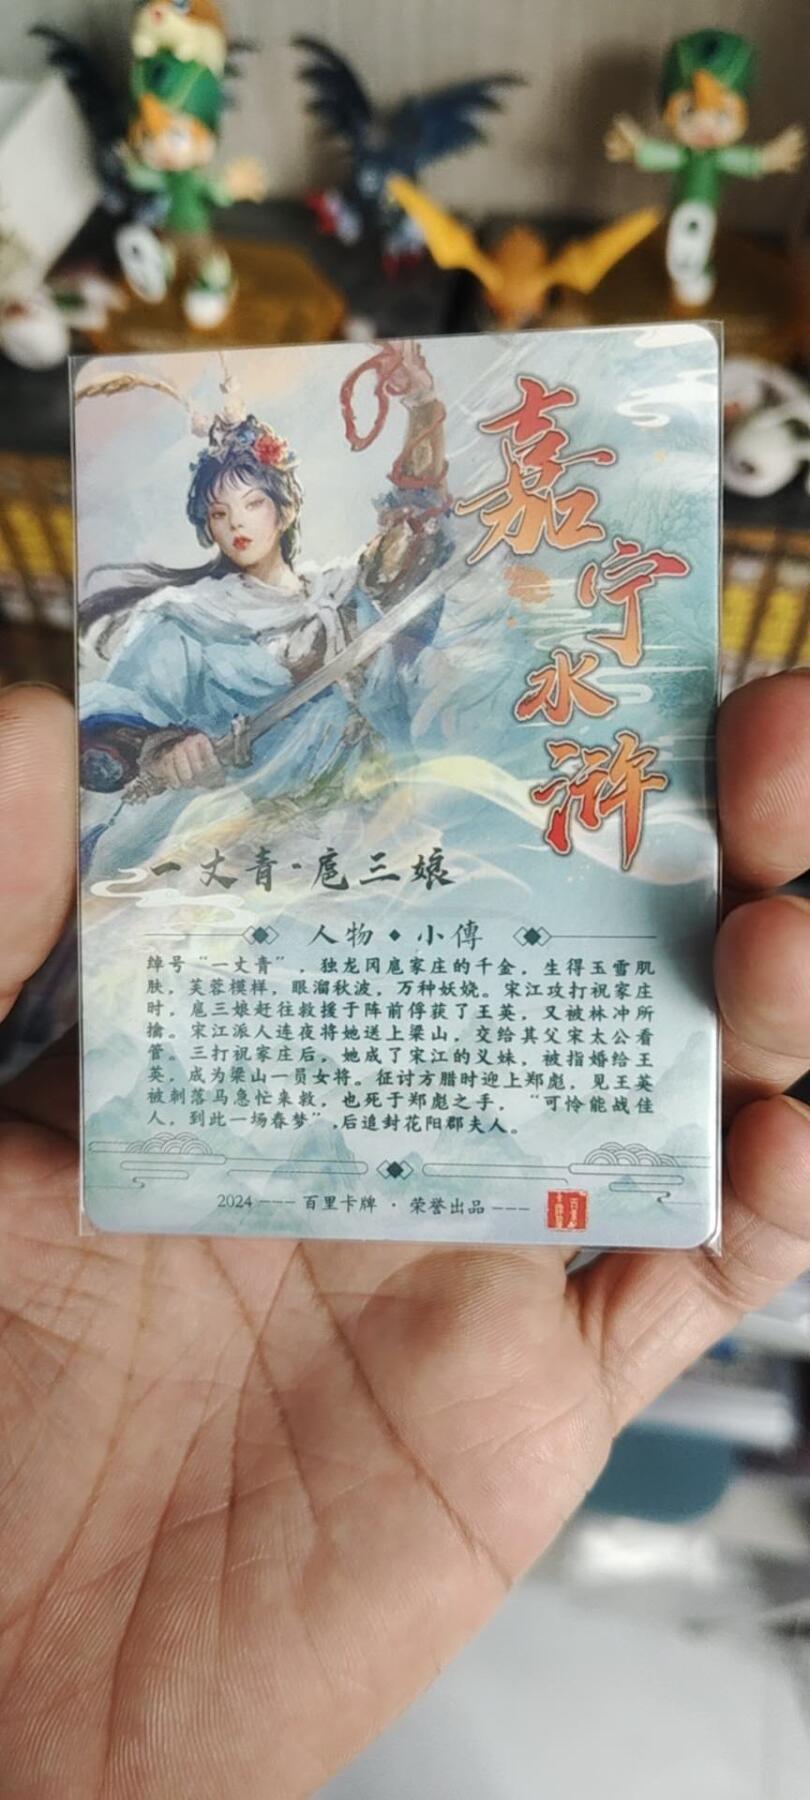 嘉宁水浒
一丈青·扈三娘
人物◆小傳
绰号“一丈青”，独龙冈扈家庄的千金，生得玉雪肌
肤，芙蓉模样，眼溜秋波，万种妖娆。宋江攻打祝家庄
时，扈三娘赶往救援于阵前俘获了王英，又被林冲所
擒。宋江派人连夜将她送上梁山，交给其父宋太公看
管。三打祝家庄后，她成了宋江的义妹，被指婚给王
英，成为梁山一员女将。征讨方腊时迎上郑彪，见王英
被刺落马急忙来救，也死于郑彪之手，“可怜能战佳
人，到此一场春梦”,后追封花阳郡夫人。
2024 --- 百里卡牌 · 荣誉出品 ---